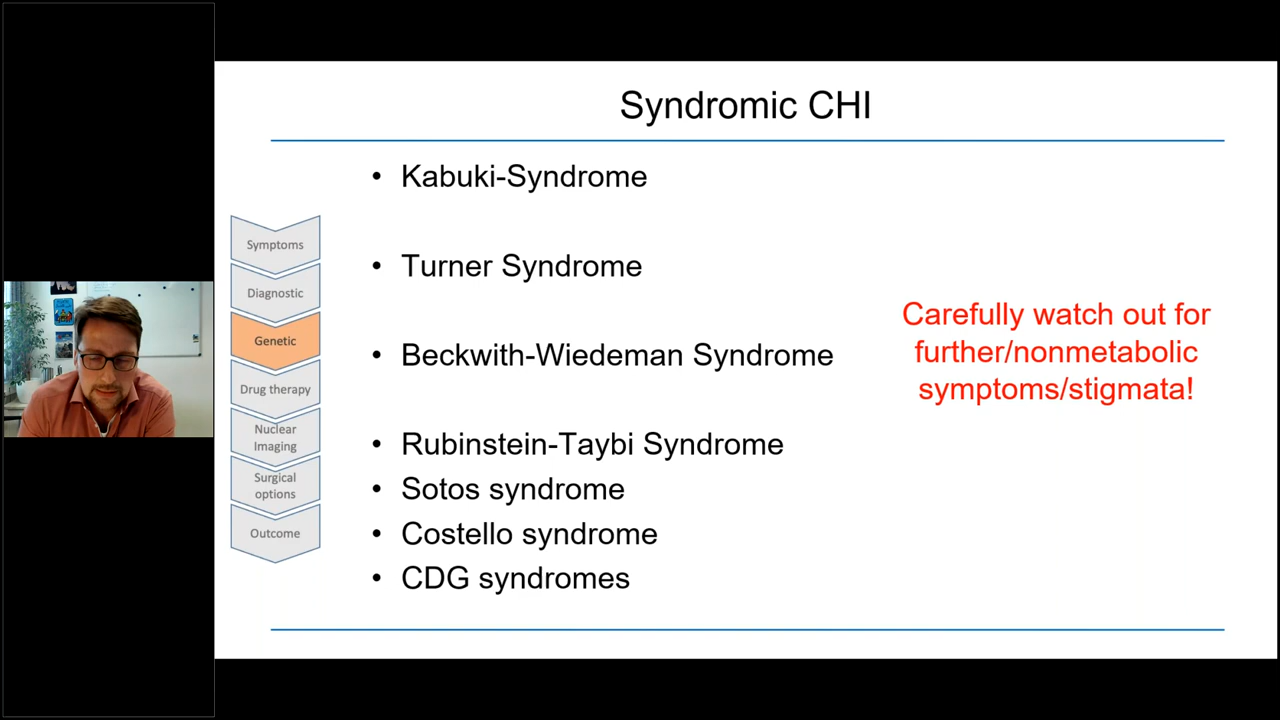 Syndromic CHI
• Kabuki-Syndrome
• Turner Syndrome
• Beckwith-Wiedeman Syndrome
• Rubinstein-Taybi Syndrome
• Sotos syndrome
• Costello syndrome
• CDG syndromes
Carefully watch out for
further/nonmetabolic
symptoms/stigmata!
Symptoms
Diagnostic
Genetic
Drug therapy
Nuclear
Imaging
Surgical
options
Outcome